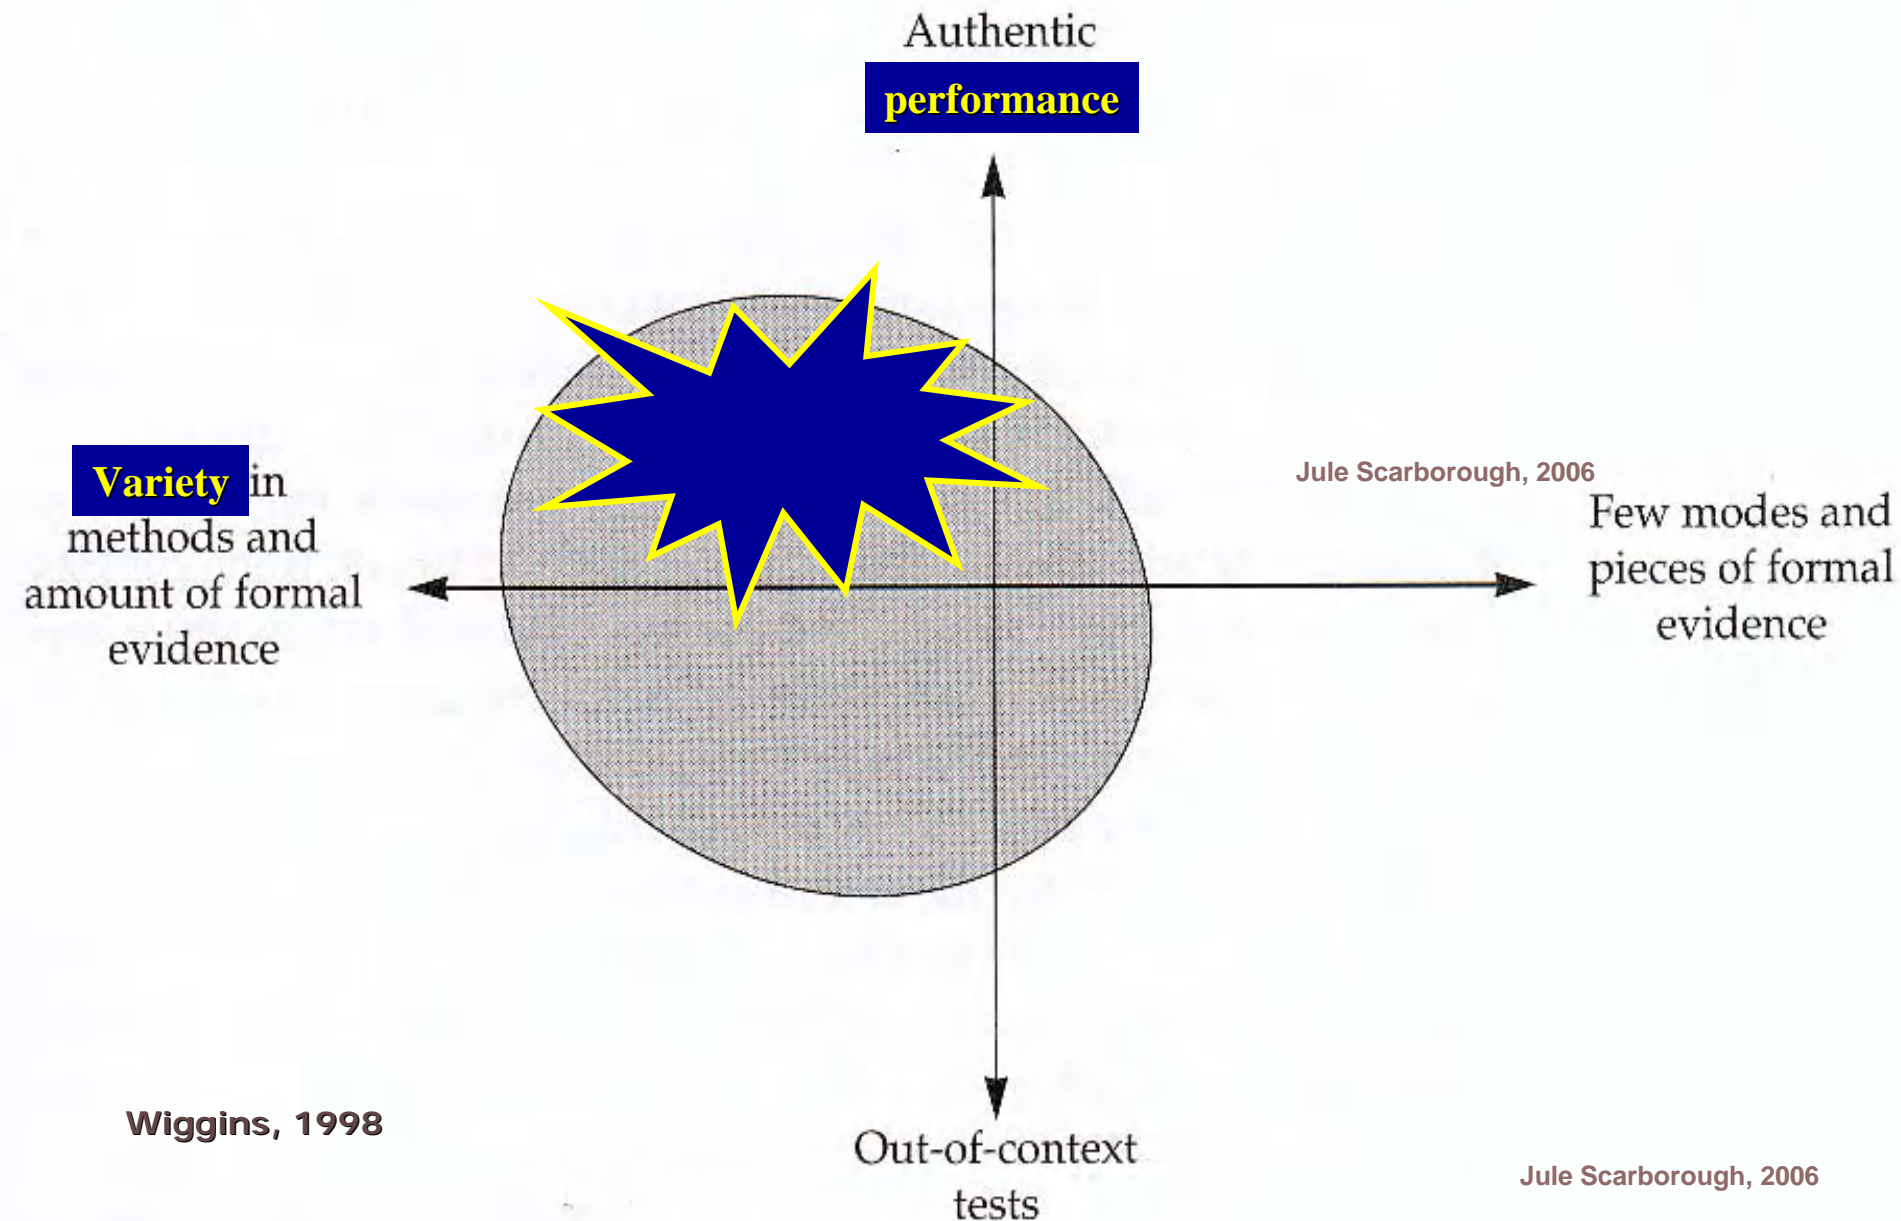 Authentic
performance
Variety in
methods and
amount of formal
evidence
Jule Scarborough, 2006
Few modes and
pieces of formal
evidence
Wiggins, 1998
Out-of-context
tests
Jule Scarborough, 2006